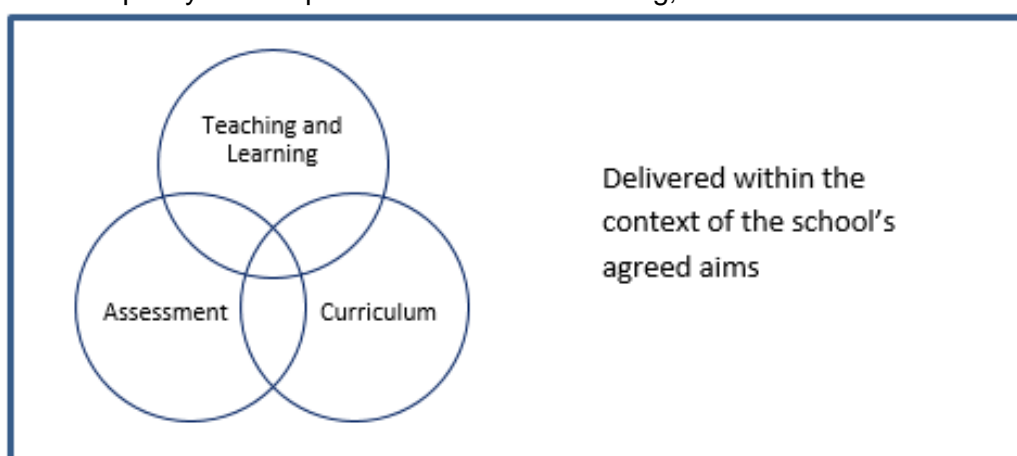 Teaching and
Learning
Assessment
Curriculum
Delivered within the
context of the school's
agreed aims